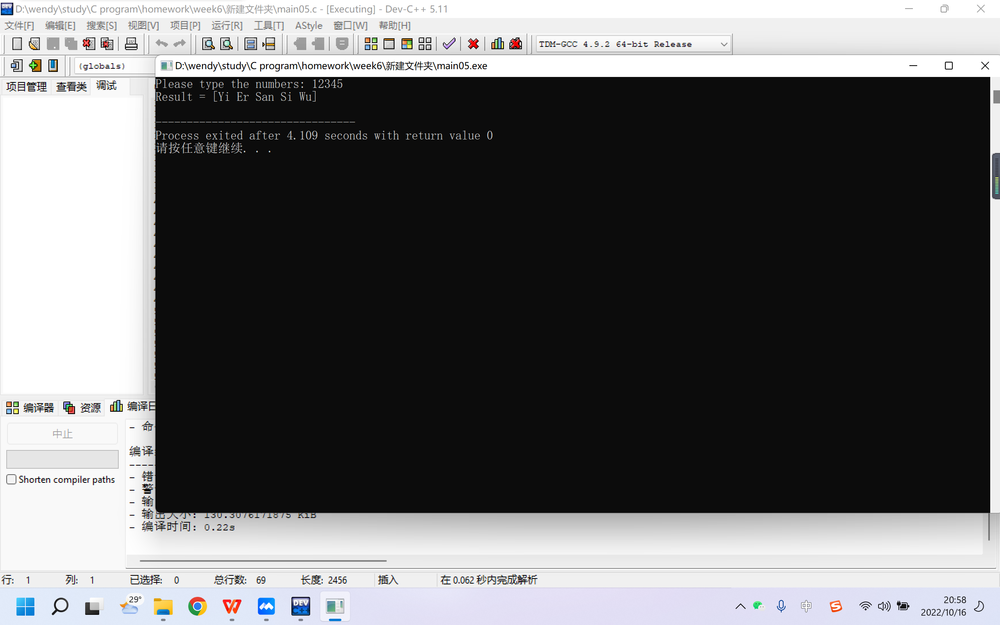 D:\wendy\study\C program\homework\week6\新建文件夹\main05.c - [Executing] - Dev-C++ 5.11
文件[F] 编辑[E] 搜索[S] 视图[V] 项目[P] 运行[R] 工具[T] AStyle 窗口[W] 帮助[H]
TDM-GCC 4.9.2 64-bit Release
(globals)
D:\wendy\study\C program\homework\week6\新建文件夹\main05.exe
项目管理 查看类 调试
Please type the numbers: 12345
Result = [Yi Er San Si Wu]
--------------------------------
Process exited after 4.109 seconds with return value 0
请按任意键继续. . .
编译器 资源 编译日
中止
Shorten compiler paths
- 命
编译
-----
- 错
- 警
- 输
- 输出大小: 130.3076171875 KiB
- 编译时间: 0.22s
行: 1 列: 1 已选择: 0 总行数: 69 长度: 2456 插入 在 0.062 秒内完成解析
29°
DEV C++
中
20:58
2022/10/16